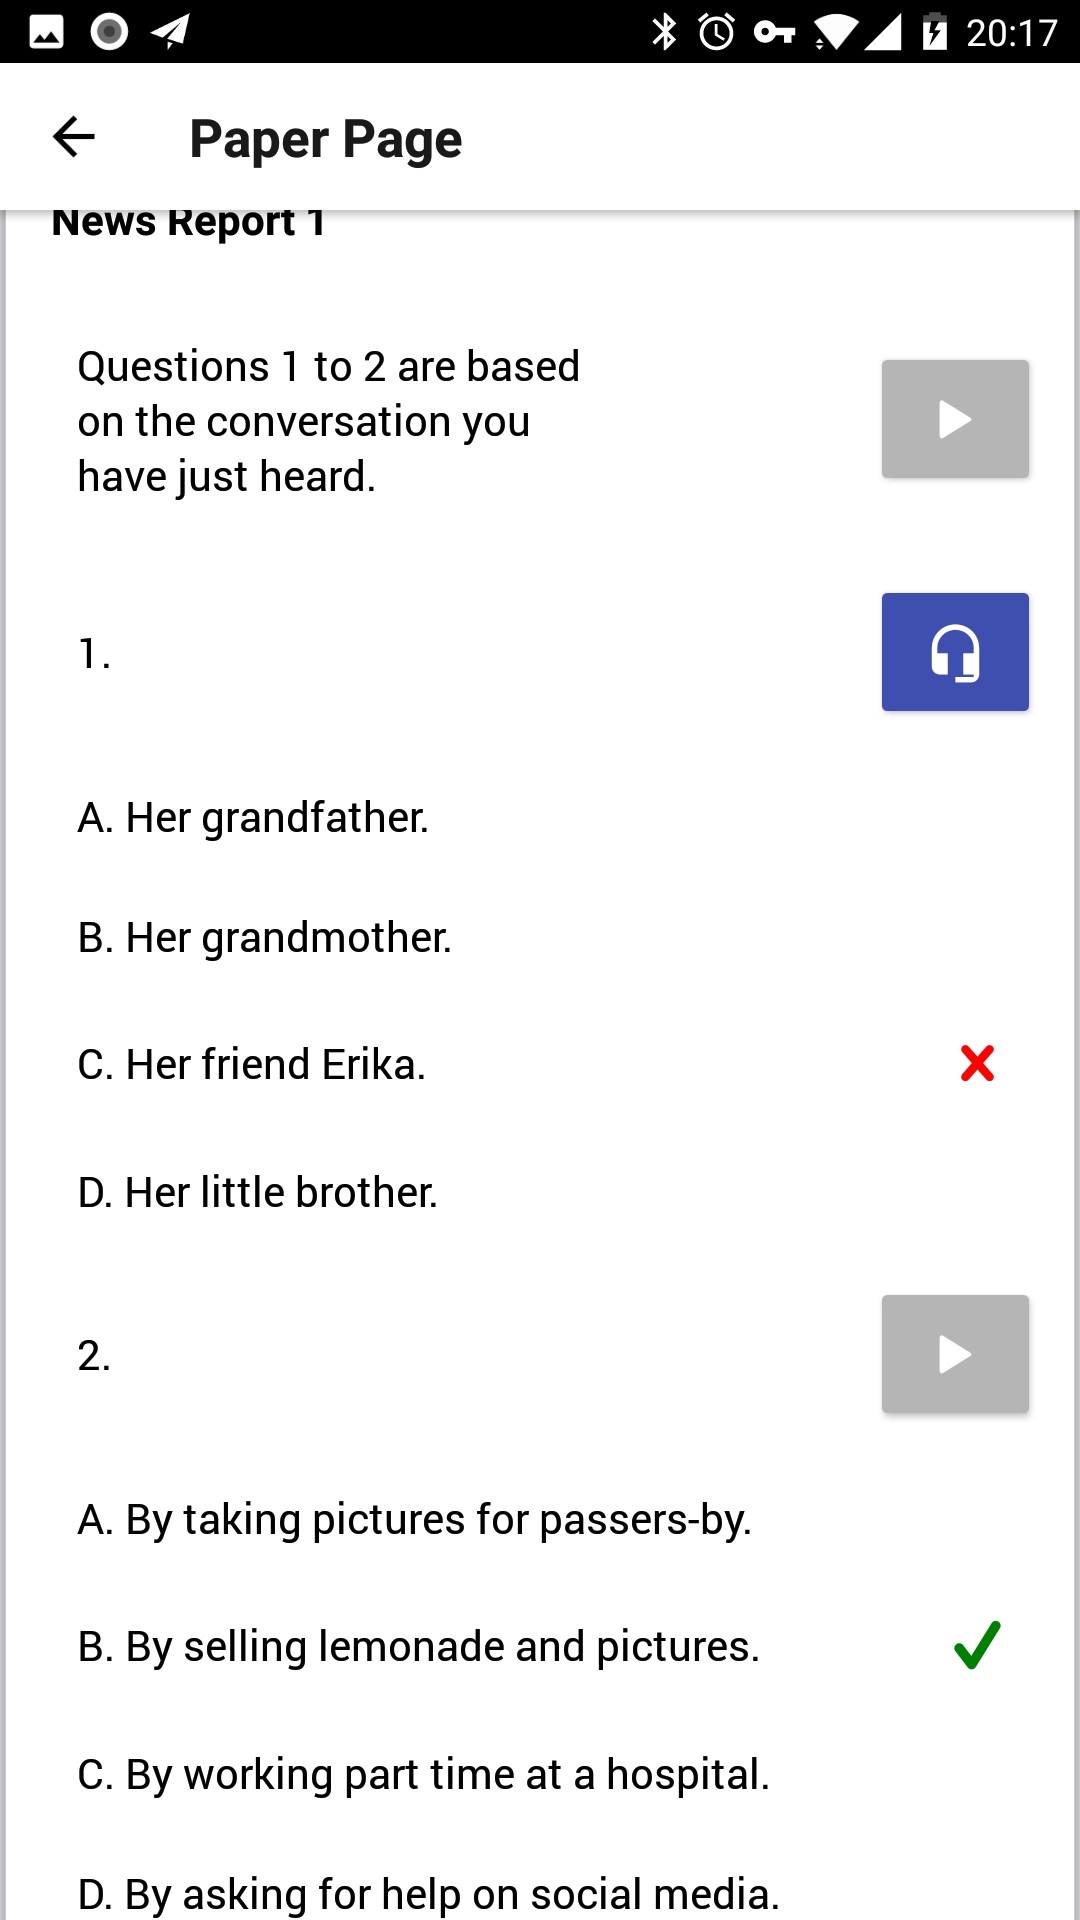 20:17
Paper Page
News Report 1
Questions 1 to 2 are based
on the conversation you
have just heard.
1.
A. Her grandfather.
B. Her grandmother.
C. Her friend Erika.
D. Her little brother.
2.
A. By taking pictures for passers-by.
B. By selling lemonade and pictures.
C. By working part time at a hospital.
D. By asking for help on social media.